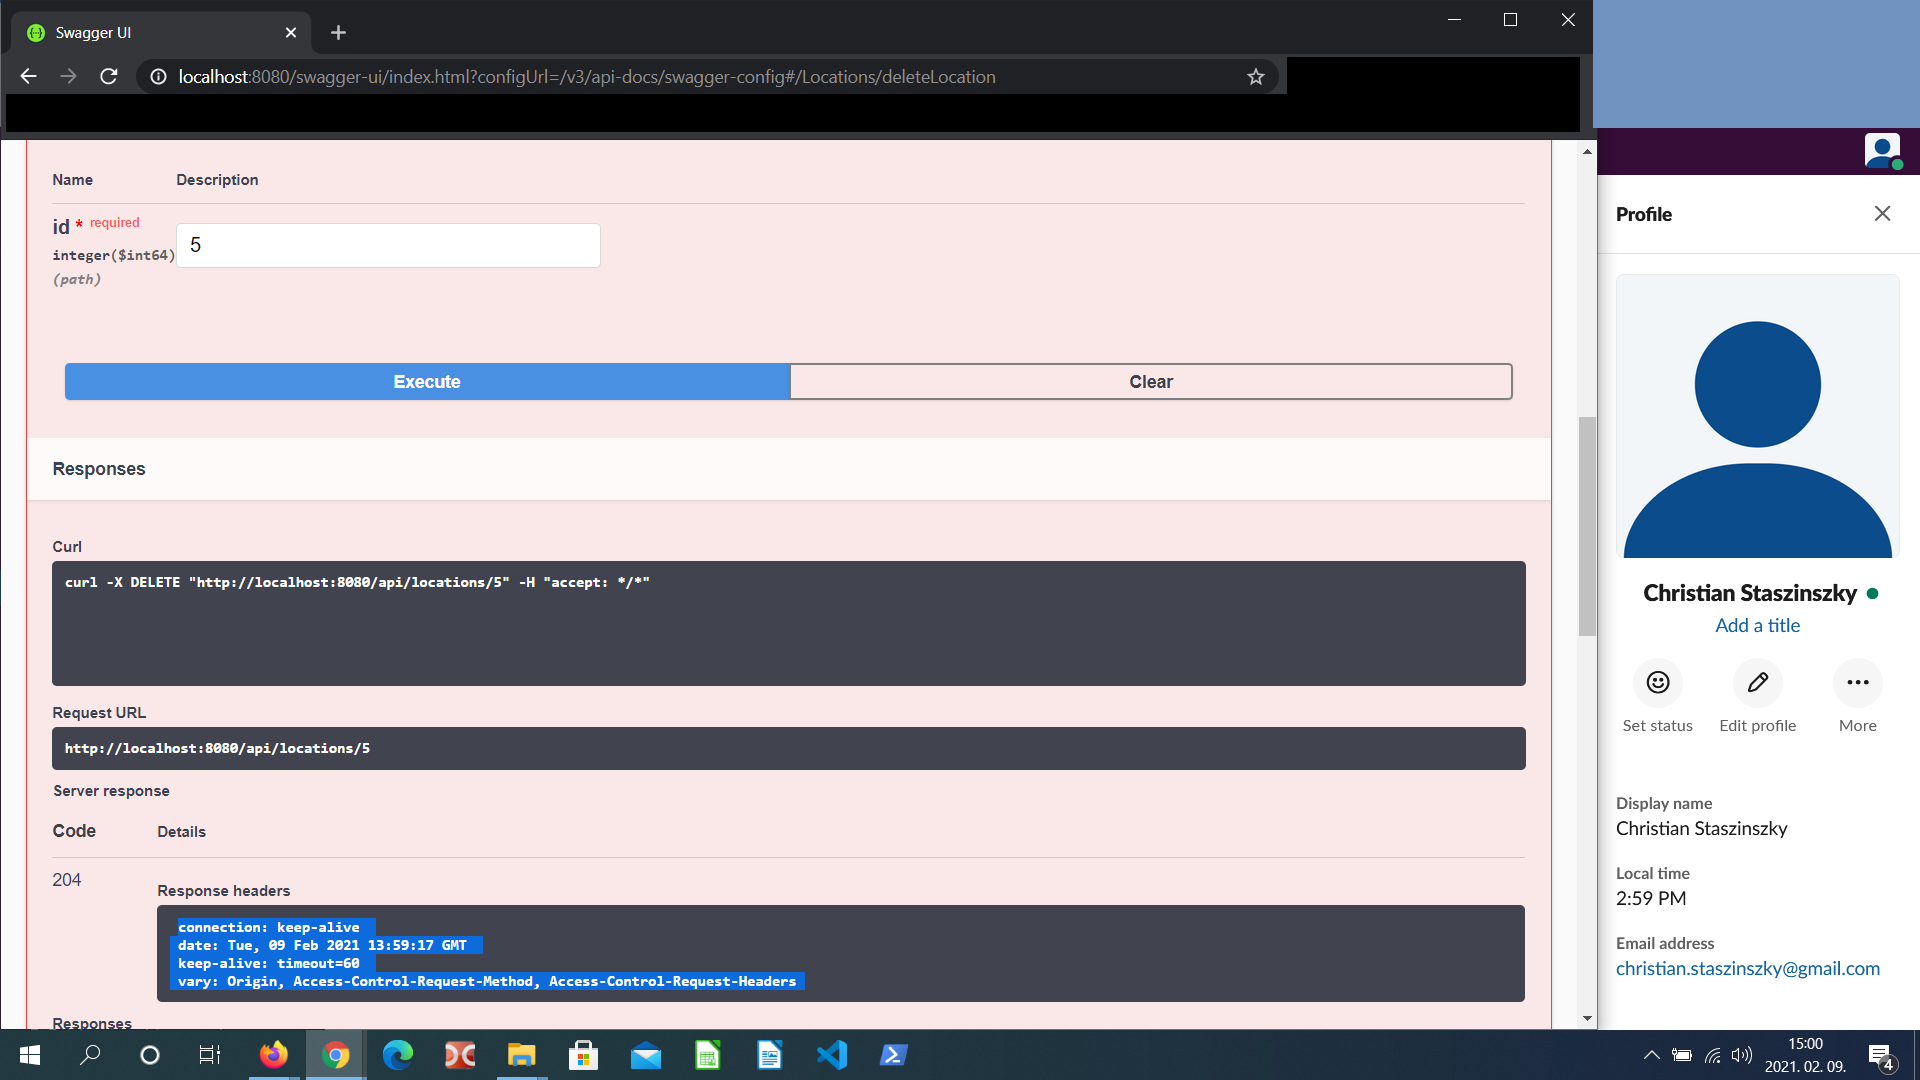 Swagger UI
localhost:8080/swagger-ui/index.html?configUrl=/v3/api-docs/swagger-config#/Locations/deleteLocation
Name Description
id * required
integer($int64)
(path)
5
Execute Clear
Responses
Curl
curl -X DELETE "http://localhost:8080/api/locations/5" -H "accept: */*"
Request URL
http://localhost:8080/api/locations/5
Server response
Code Details
204
Response headers
connection: keep-alive
date: Tue, 09 Feb 2021 13:59:17 GMT
keep-alive: timeout=60
vary: Origin, Access-Control-Request-Method, Access-Control-Request-Headers
Responses
Profile
Christian Staszinszky
Add a title
Set status Edit profile More
Display name
Christian Staszinszky
Local time
2:59 PM
Email address
christian.staszinszky@gmail.com
15:00
2021. 02. 09.
4